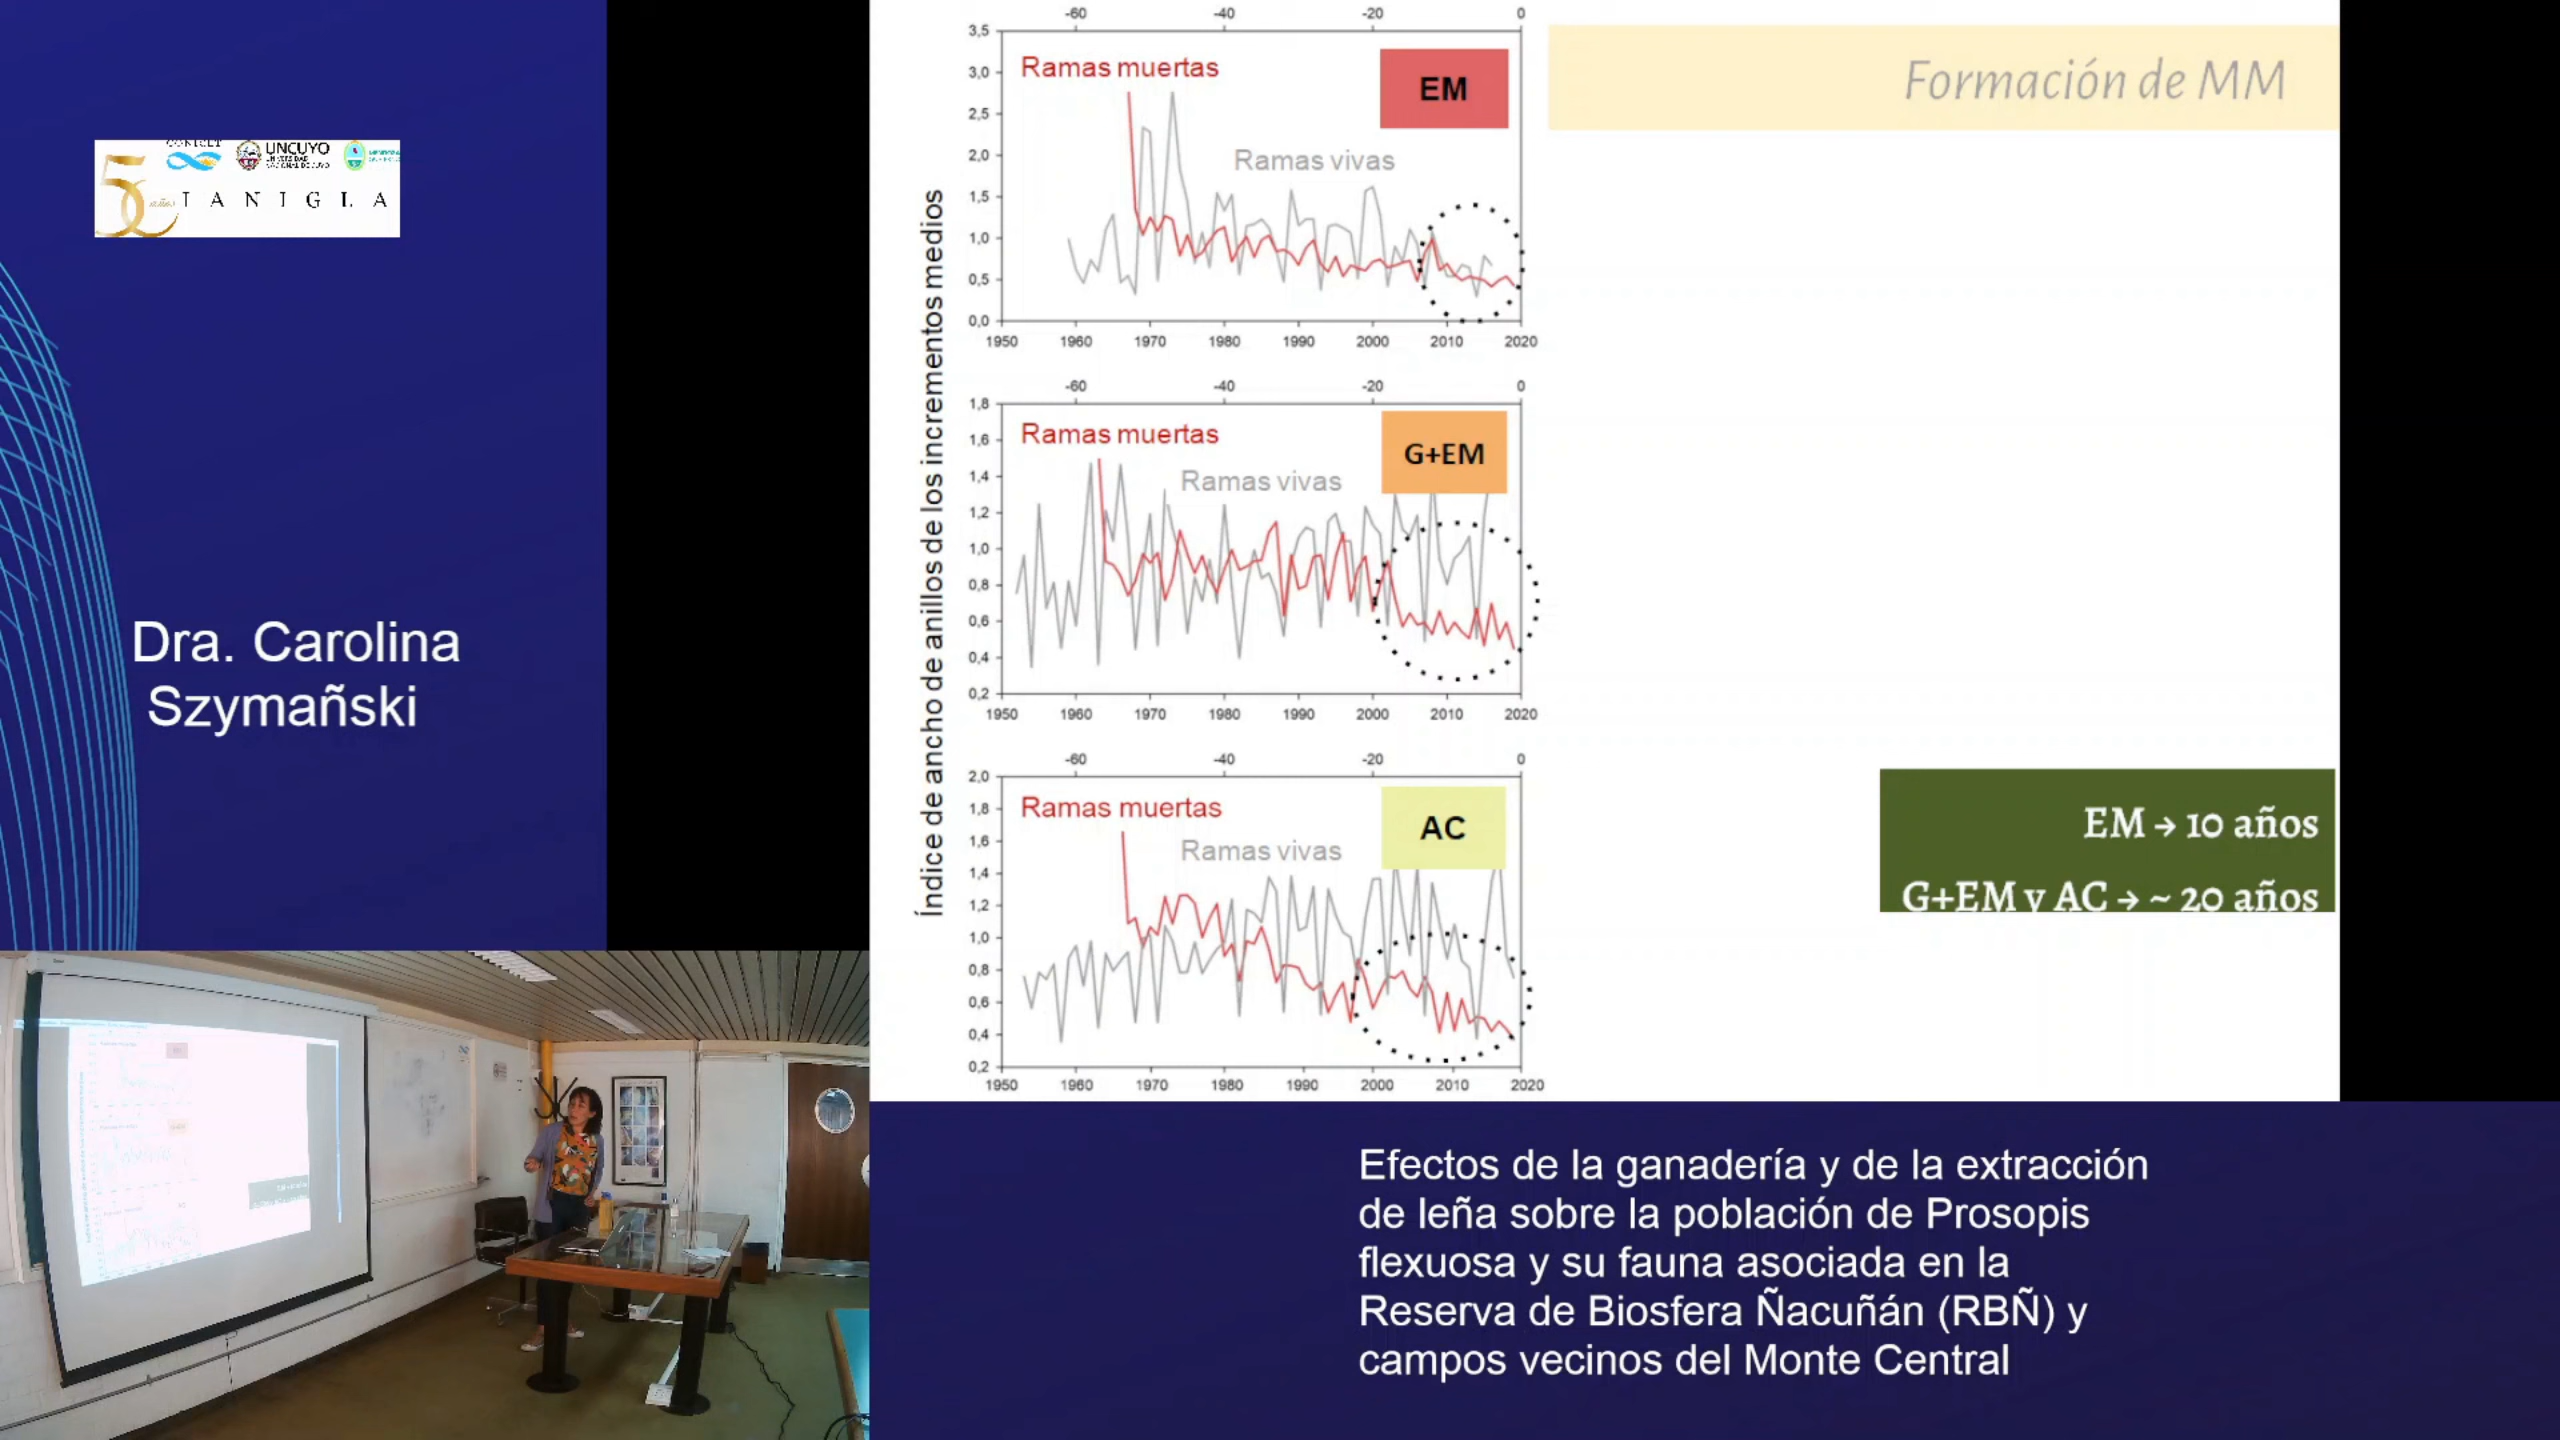 CONICET
UNCUYO
UNIVERSIDAD
NACIONAL DE CUYO
50 años IANIGLA
Dra. Carolina
Szymañski
Índice de ancho de anillos de los incrementos medios
-60 -40 -20 0
3,5
3,0
2,5
2,0
1,5
1,0
0,5
0,0
Ramas muertas
Ramas vivas
EM
1950 1960 1970 1980 1990 2000 2010 2020
-60 -40 -20 0
1,8
1,6
1,4
1,2
1,0
0,8
0,6
0,4
0,2
Ramas muertas
Ramas vivas
G+EM
1950 1960 1970 1980 1990 2000 2010 2020
-60 -40 -20 0
2,0
1,8
1,6
1,4
1,2
1,0
0,8
0,6
0,4
0,2
Ramas muertas
Ramas vivas
AC
1950 1960 1970 1980 1990 2000 2010 2020
Formación de MM
EM → 10 años
G+EM y AC → ~ 20 años
Efectos de la ganadería y de la extracción
de leña sobre la población de Prosopis
flexuosa y su fauna asociada en la
Reserva de Biosfera Ñacuñán (RBÑ) y
campos vecinos del Monte Central